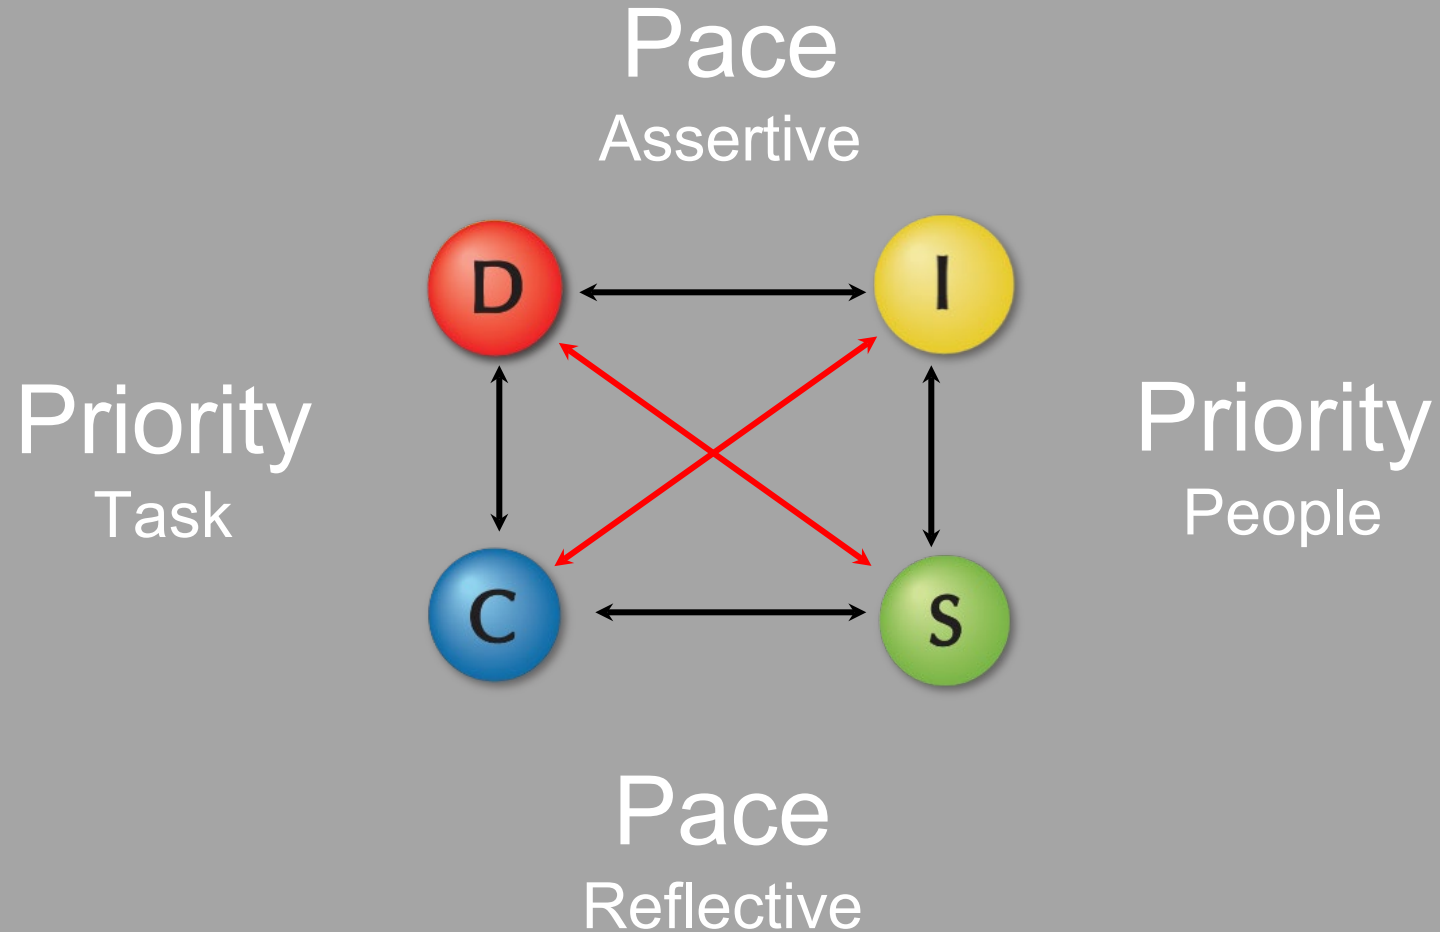 Pace
Assertive
D
I
Priority
Task
Priority
People
C
S
Pace
Reflective